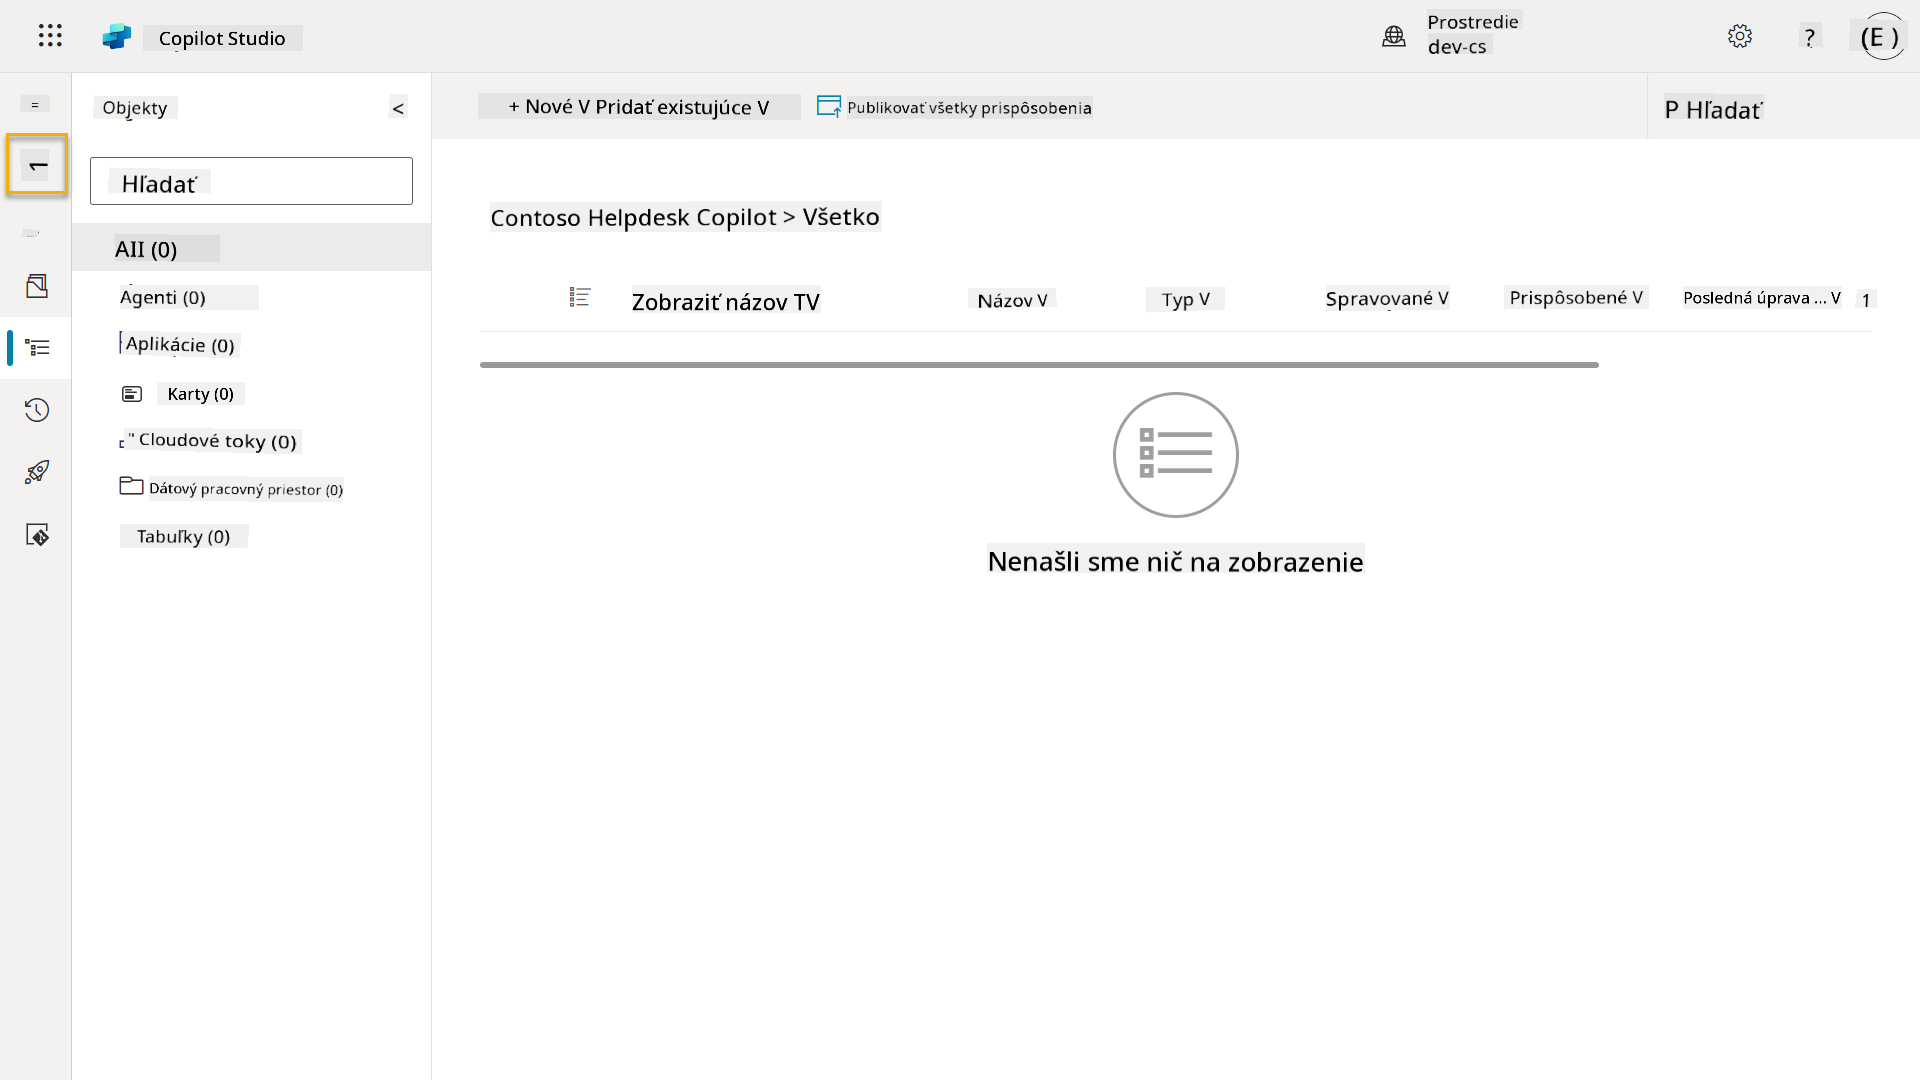 Copilot Studio
Prostredie
dev-cs
?
(E )
=
Objekty
<
+ Nové V Pridať existujúce V
Publikovať všetky prispôsobenia
P Hľadať
1
Hľadať
Contoso Helpdesk Copilot > Všetko
AII (0)
Agenti (0)
Aplikácie (0)
Karty (0)
" Cloudové toky (0)
Dátový pracovný priestor (0)
Tabuľky (0)
Zobraziť názov TV
Názov V
Typ V
Spravované V
Prispôsobené V
Posledná úprava ... V
1
Nenašli sme nič na zobrazenie